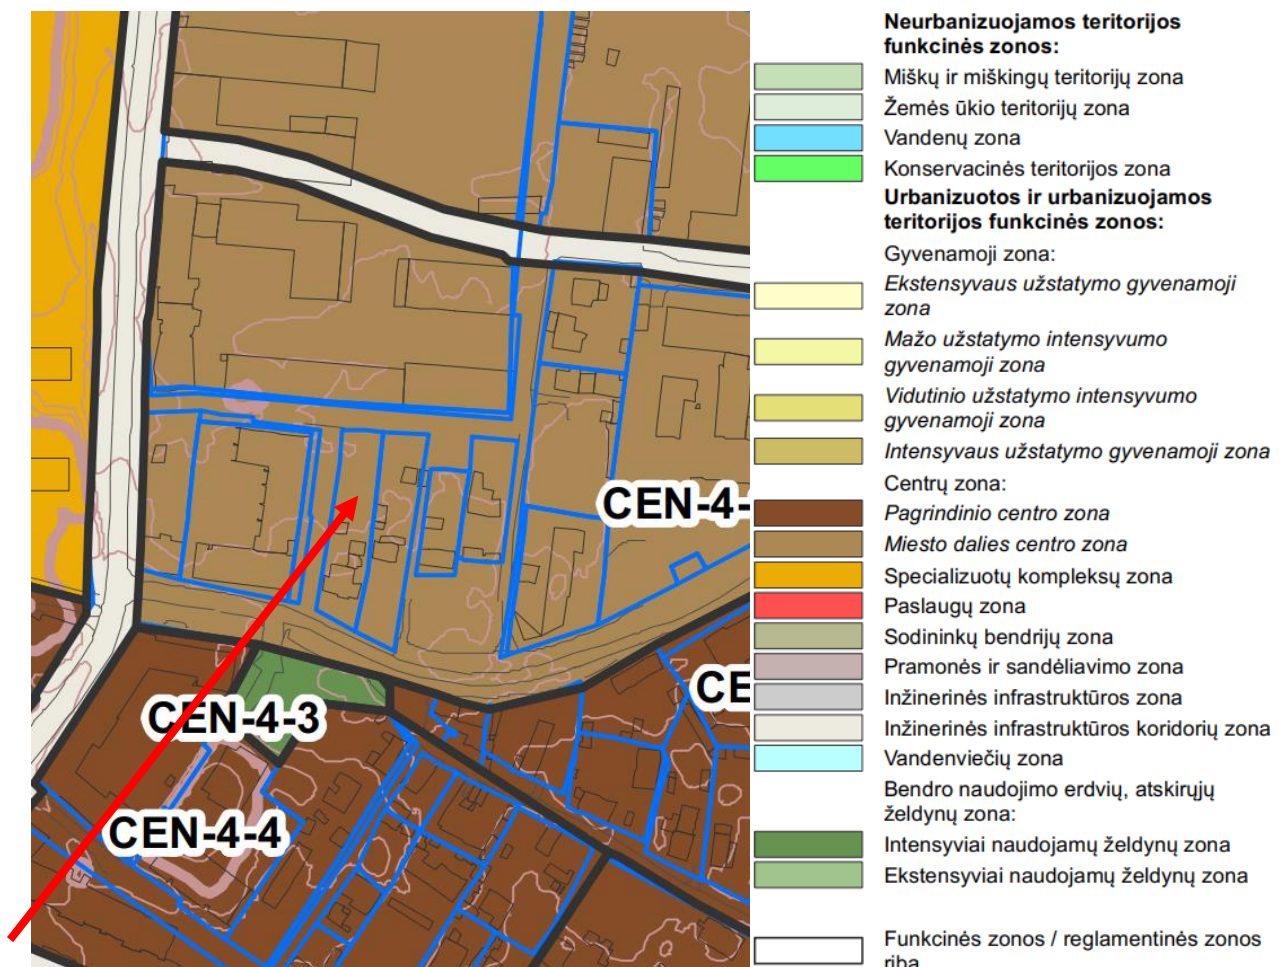 CEN-4-
CE
CEN-4-3
CEN-4-4
Neurbanizuojamos teritorijos
funkcinės zonos:
Miškų ir miškingų teritorijų zona
Žemės ūkio teritorijų zona
Vandenų zona
Konservacinės teritorijos zona
Urbanizuotos ir urbanizuojamos
teritorijos funkcinės zonos:
Gyvenamoji zona:
Ekstensyvaus užstatymo gyvenamoji
zona
Mažo užstatymo intensyvumo
gyvenamoji zona
Vidutinio užstatymo intensyvumo
gyvenamoji zona
Intensyvaus užstatymo gyvenamoji zona
Centrų zona:
Pagrindinio centro zona
Miesto dalies centro zona
Specializuotų kompleksų zona
Paslaugų zona
Sodininkų bendrijų zona
Pramonės ir sandėliavimo zona
Inžinerinės infrastruktūros zona
Inžinerinės infrastruktūros koridorių zona
Vandenviečių zona
Bendro naudojimo erdvių, atskirųjų
želdynų zona:
Intensyviai naudojamų želdynų zona
Ekstensyviai naudojamų želdynų zona
Funkcinės zonos / reglamentinės zonos
riba